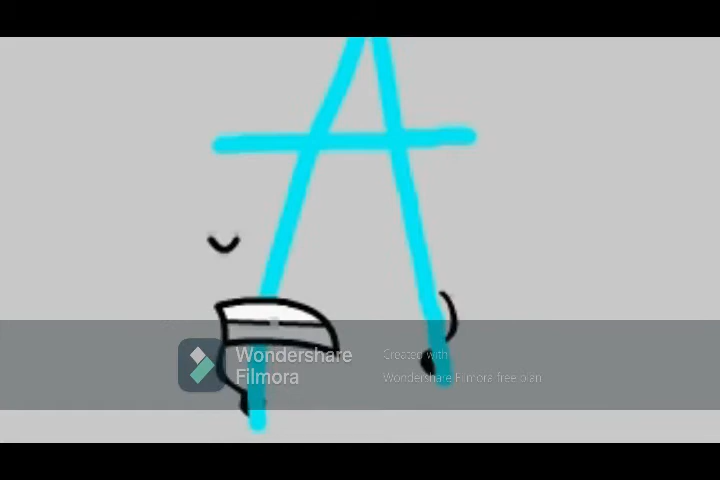 A
Wondershare
Filmora
Created with
Wondershare Filmora free plan